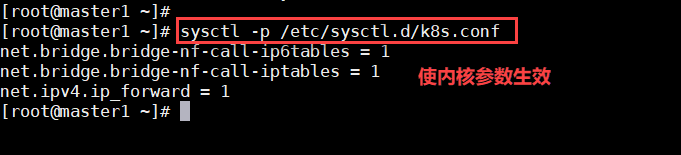 [root@master1 ~]#
[root@master1 ~]# sysctl -p /etc/sysctl.d/k8s.conf
net.bridge.bridge-nf-call-ip6tables = 1
net.bridge.bridge-nf-call-iptables = 1
使内核参数生效
net.ipv4.ip_forward = 1
[root@master1 ~]#